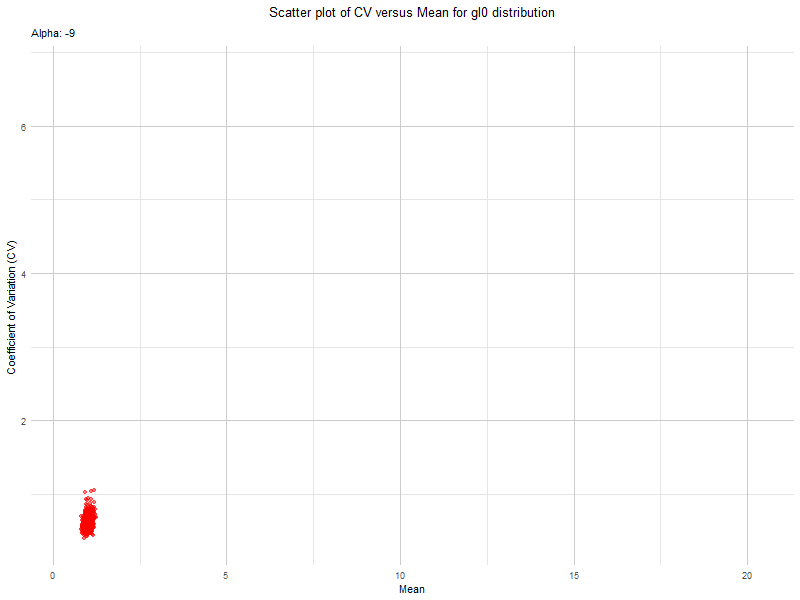 Scatter plot of CV versus Mean for gI0 distribution
Alpha: -9
6
4
2
Coefficient of Variation (CV)
0 5 10 15 20
Mean